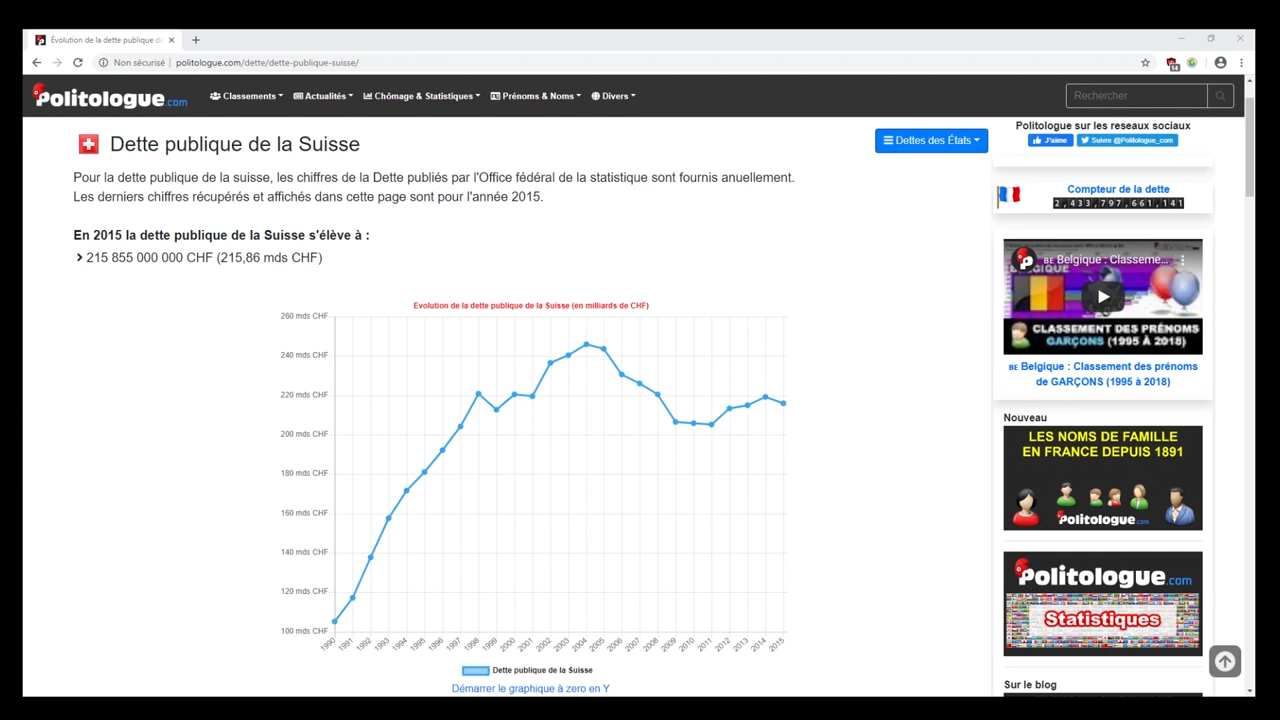 Évolution de la dette publique de
Non sécurisé
politologue.com/dette/dette-publique-suisse/
14
Politologue.com
Classements
Actualités
Chômage & Statistiques
Prénoms & Noms
Divers
Rechercher
Dette publique de la Suisse
Dettes des États
Pour la dette publique de la suisse, les chiffres de la Dette publiés par l'Office fédéral de la statistique sont fournis anuellement.
Les derniers chiffres récupérés et affichés dans cette page sont pour l'année 2015.
En 2015 la dette publique de la Suisse s'élève à :
215 855 000 000 CHF (215,86 mds CHF)
Evolution de la dette publique de la Suisse (en milliards de CHF)
260 mds CHF
240 mds CHF
220 mds CHF
200 mds CHF
180 mds CHF
160 mds CHF
140 mds CHF
120 mds CHF
100 mds CHF
1990 1991 1992 1993 1994 1995 1996 1997 1998 1999 2000 2001 2002 2003 2004 2005 2006 2007 2008 2009 2010 2011 2012 2013 2014 2015
Dette publique de la Suisse
Démarrer le graphique à zero en Y
Politologue sur les reseaux sociaux
J'aime
Suivre @Politologue_com
Compteur de la dette
2,433,797,661,141
BE Belgique : Classeme...
BELGIQUE
CLASSEMENT DES PRÉNOMS
GARÇONS (1995 À 2018)
BE Belgique : Classement des prénoms
de GARÇONS (1995 à 2018)
Nouveau
LES NOMS DE FAMILLE
EN FRANCE DEPUIS 1891
Politologue.com
Politologue.com
Statistiques
Sur le blog